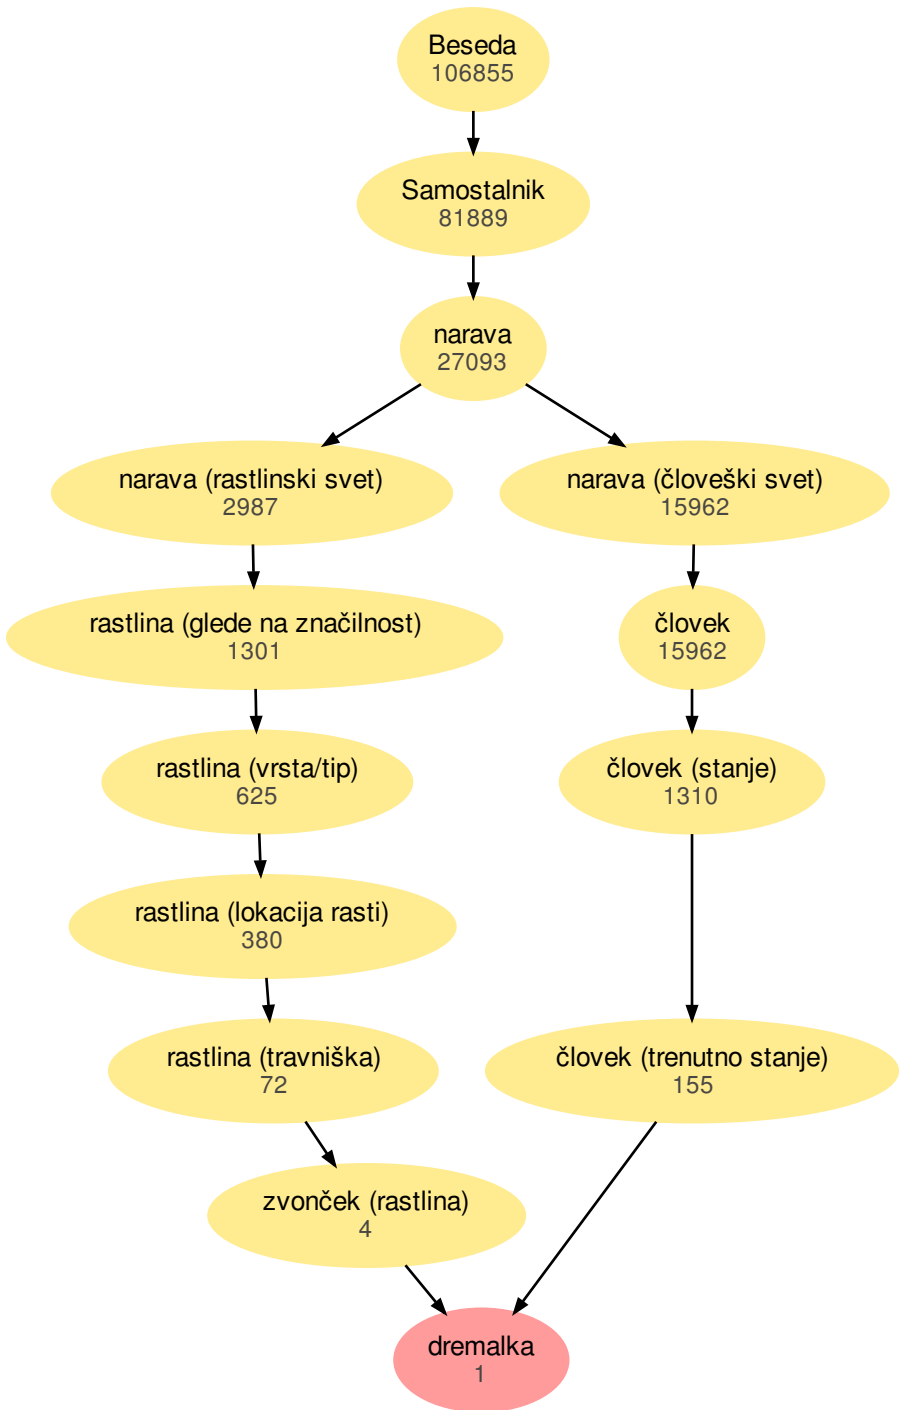 Beseda
106855
Samostalnik
81889
narava
27093
narava (rastlinski svet)
2987
narava (človeški svet)
15962
rastlina (glede na značilnost)
1301
človek
15962
rastlina (vrsta/tip)
625
človek (stanje)
1310
rastlina (lokacija rasti)
380
rastlina (travniška)
72
človek (trenutno stanje)
155
zvonček (rastlina)
4
dremalka
1